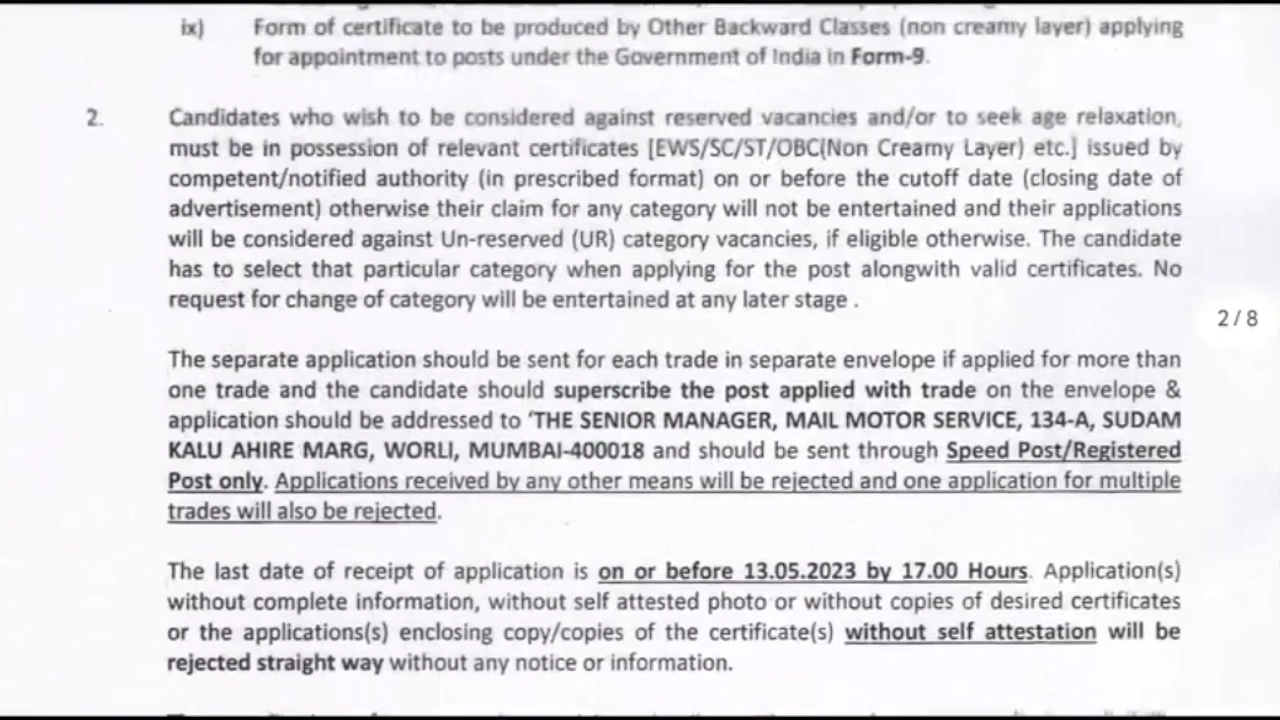 ix) Form of certificate to be produced by Other Backward Classes (non creamy layer) applying
for appointment to posts under the Government of India in Form-9.
2. Candidates who wish to be considered against reserved vacancies and/or to seek age relaxation,
must be in possession of relevant certificates [EWS/SC/ST/OBC(Non Creamy Layer) etc.] issued by
competent/notified authority (in prescribed format) on or before the cutoff date (closing date of
advertisement) otherwise their claim for any category will not be entertained and their applications
will be considered against Un-reserved (UR) category vacancies, if eligible otherwise. The candidate
has to select that particular category when applying for the post alongwith valid certificates. No
request for change of category will be entertained at any later stage .
2/8
The separate application should be sent for each trade in separate envelope if applied for more than
one trade and the candidate should superscribe the post applied with trade on the envelope &
application should be addressed to 'THE SENIOR MANAGER, MAIL MOTOR SERVICE, 134-A, SUDAM
KALU AHIRE MARG, WORLI, MUMBAI-400018 and should be sent through Speed Post/Registered
Post only. Applications received by any other means will be rejected and one application for multiple
trades will also be rejected.
The last date of receipt of application is on or before 13.05.2023 by 17.00 Hours. Application(s)
without complete information, without self attested photo or without copies of desired certificates
or the applications(s) enclosing copy/copies of the certificate(s) without self attestation will be
rejected straight way without any notice or information.